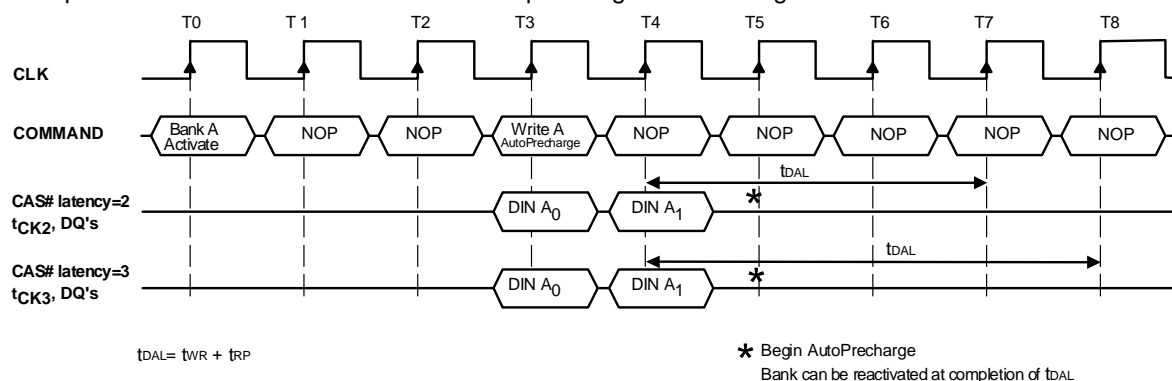 T0 T1 T2 T3 T4 T5 T6 T7 T8
CLK
COMMAND
Bank A
Activate
NOP
NOP
Write A
AutoPrecharge
NOP
NOP
NOP
NOP
NOP
tDAL
CAS# latency=2
tCK2, DQ's
DIN A0
DIN A1
*
tDAL
CAS# latency=3
tCK3, DQ's
DIN A0
DIN A1
*
tDAL= tWR + tRP
* Begin AutoPrecharge
Bank can be reactivated at completion of tDAL